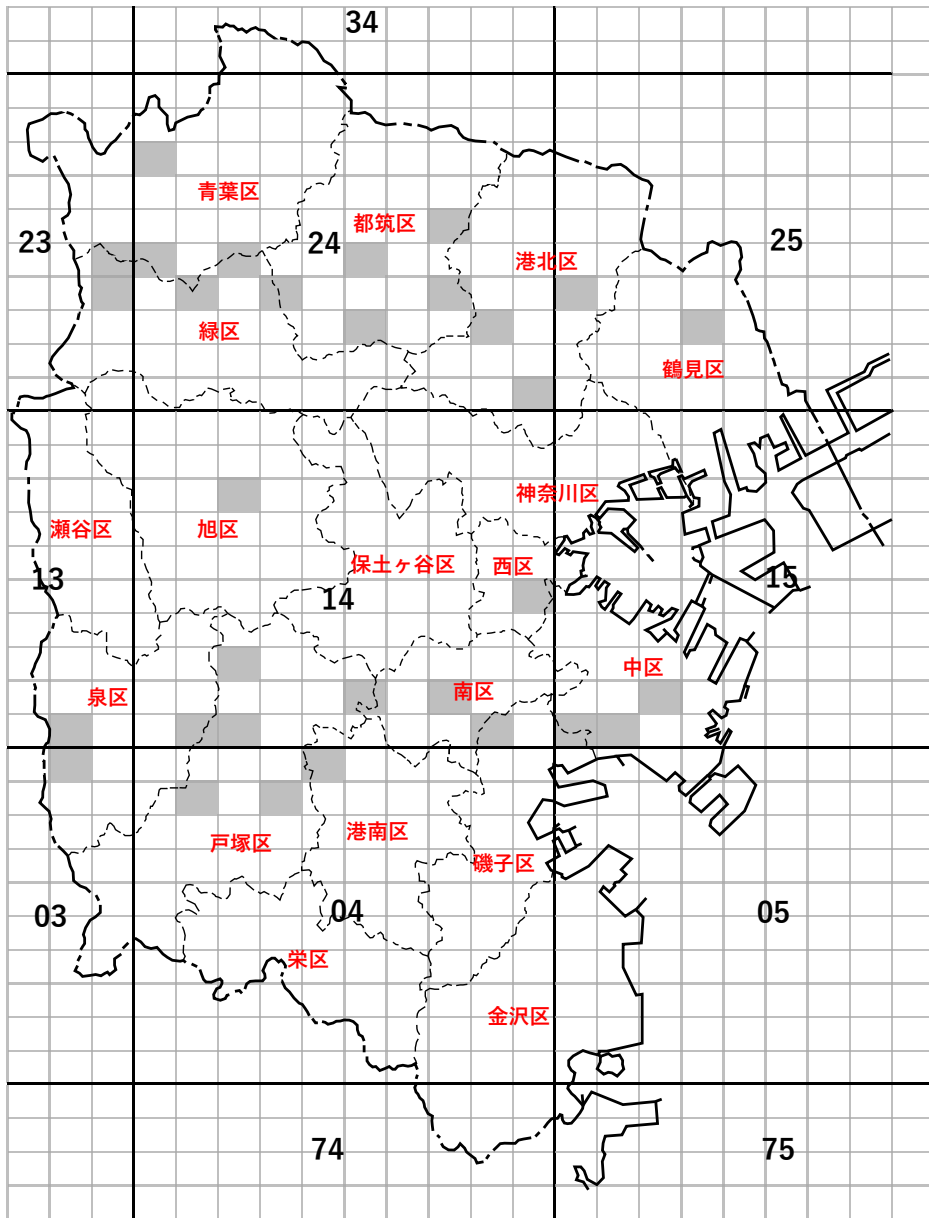 34
青葉区
都筑区
23
24
25
港北区
緑区
鶴見区
神奈川区
瀬谷区
旭区
保土ヶ谷区
西区
13
14
15
中区
泉区
南区
港南区
戸塚区
磯子区
03
04
05
栄区
金沢区
74
75